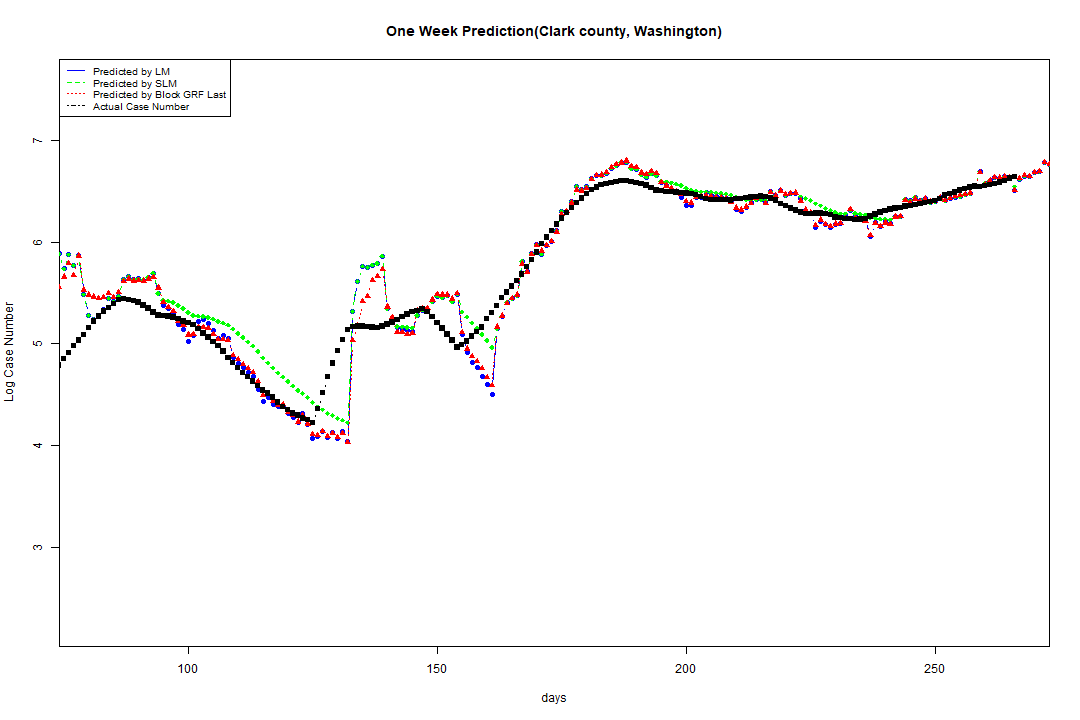 One Week Prediction(Clark county, Washington)
Predicted by LM
Predicted by SLM
Predicted by Block GRF Last
Actual Case Number
7
6
5
4
3
Log Case Number
100 150 200 250
days